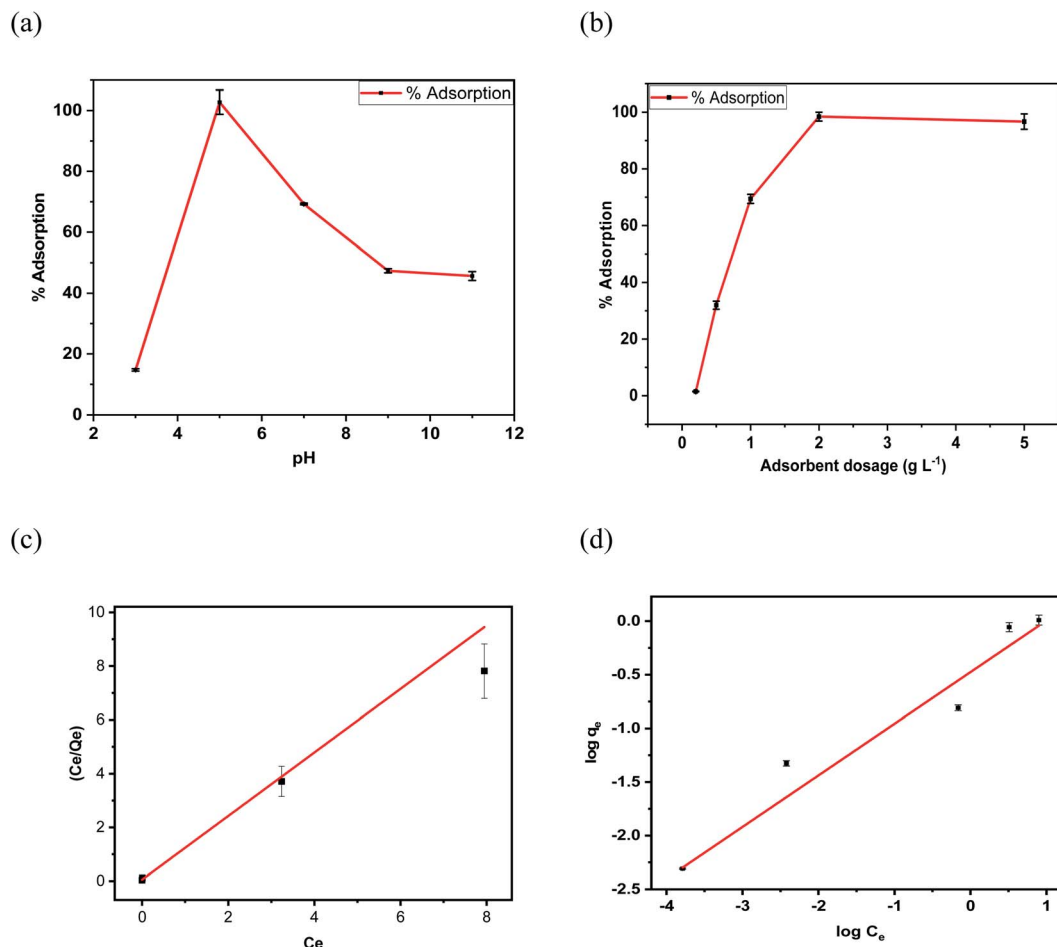 (a)
% Adsorption
% Adsorption
100
80
60
40
20
0
2 4 6 8 10 12
pH
(b)
% Adsorption
% Adsorption
100
80
60
40
20
0
0 1 2 3 4 5
Adsorbent dosage (g L⁻¹)
(c)
(Ce/Qe)
10
8
6
4
2
0
0 2 4 6 8
Ce
(d)
log qₑ
0.0
-0.5
-1.0
-1.5
-2.0
-2.5
-4 -3 -2 -1 0 1
log Cₑ